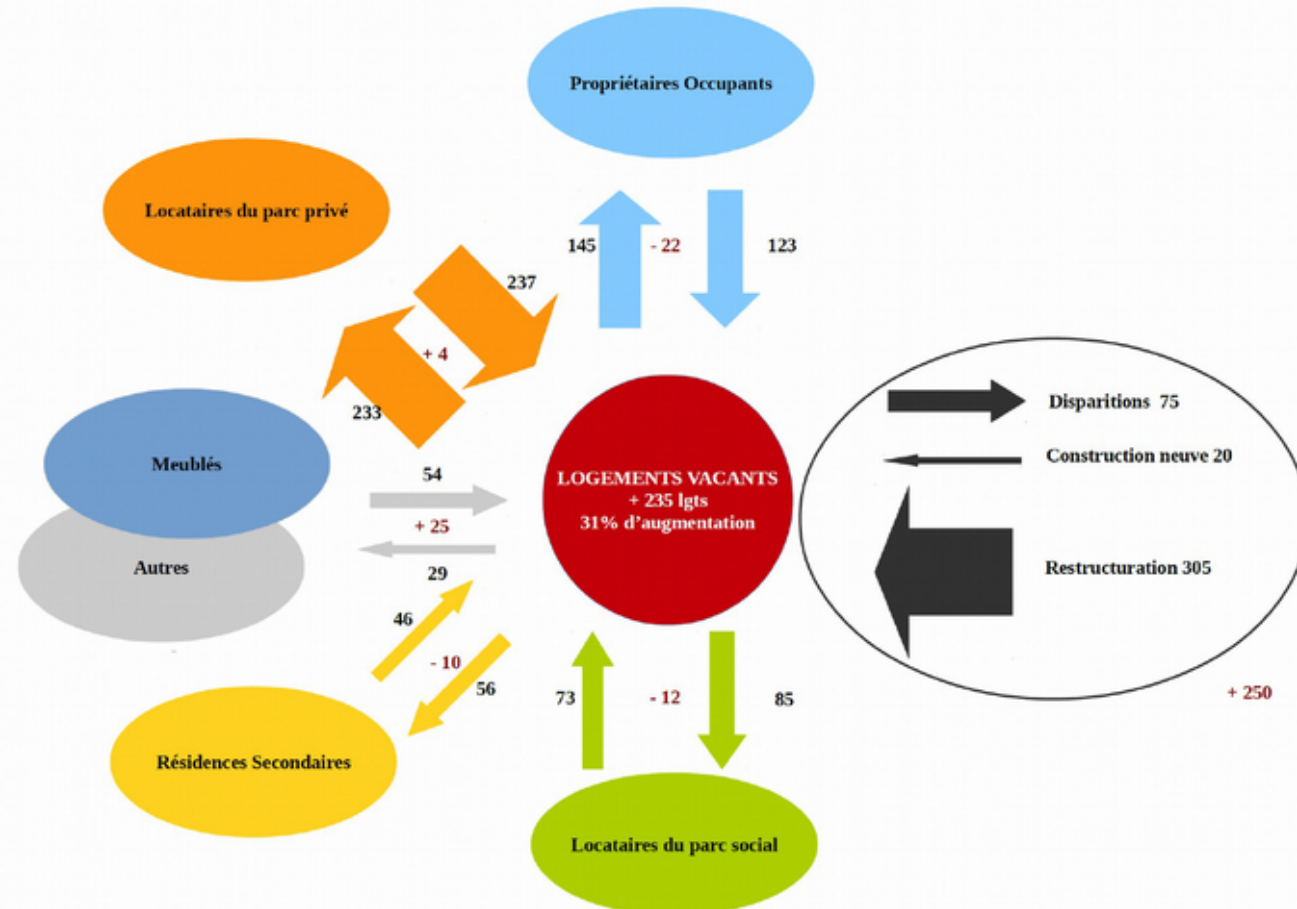 Propriétaires Occupants
Locataires du parc privé
145
- 22
123
237
+ 4
233
Disparitions 75
Construction neuve 20
Restructuration 305
+ 250
Meublés
Autres
54
+ 25
29
LOGEMENTS VACANTS
+ 235 lgts
31% d'augmentation
46
- 10
56
73
- 12
85
Résidences Secondaires
Locataires du parc social